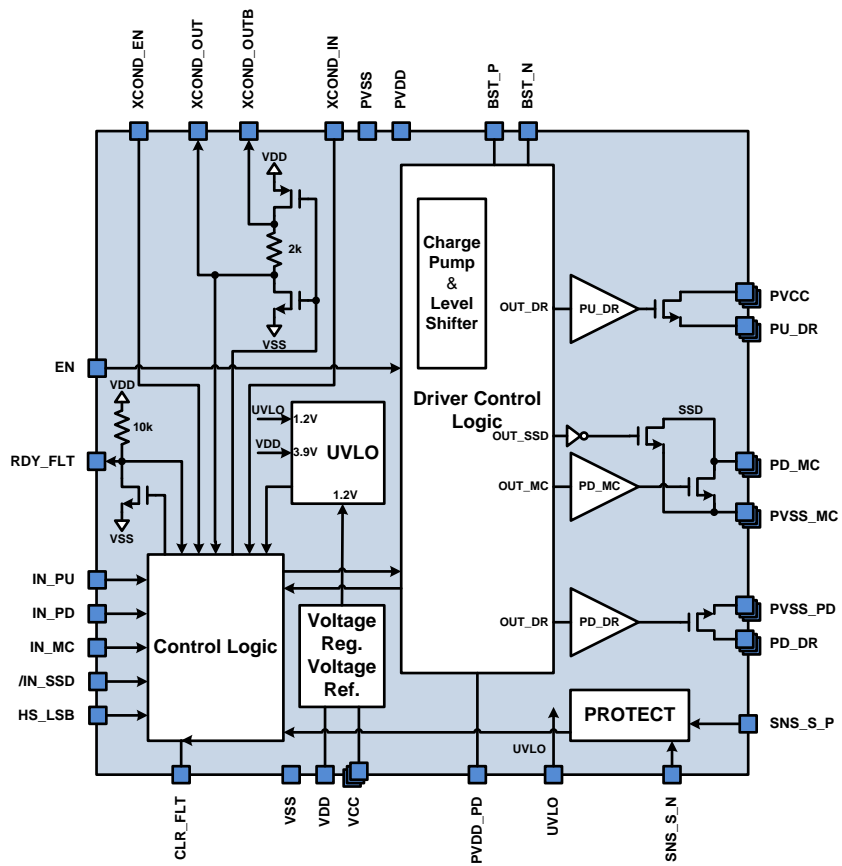 XCOND_EN
XCOND_OUT
XCOND_OUTB
XCOND_IN
PVSS
PVDD
BST_P
BST_N
VDD
2k
VSS
Charge
Pump
&
Level
Shifter
OUT_DR
PU_DR
PVCC
PU_DR
EN
VDD
10k
RDY_FLT
VSS
UVLO
1.2V
VDD
3.9V
UVLO
1.2V
Driver Control
Logic
OUT_SSD
SSD
OUT_MC
PD_MC
PD_MC
PVSS_MC
IN_PU
IN_PD
IN_MC
/IN_SSD
HS_LSB
Control Logic
Voltage
Reg.
Voltage
Ref.
OUT_DR
PD_DR
PVSS_PD
PD_DR
PROTECT
SNS_S_P
UVLO
CLR_FLT
VSS
VDD
VCC
PVDD_PD
UVLO
SNS_S_N